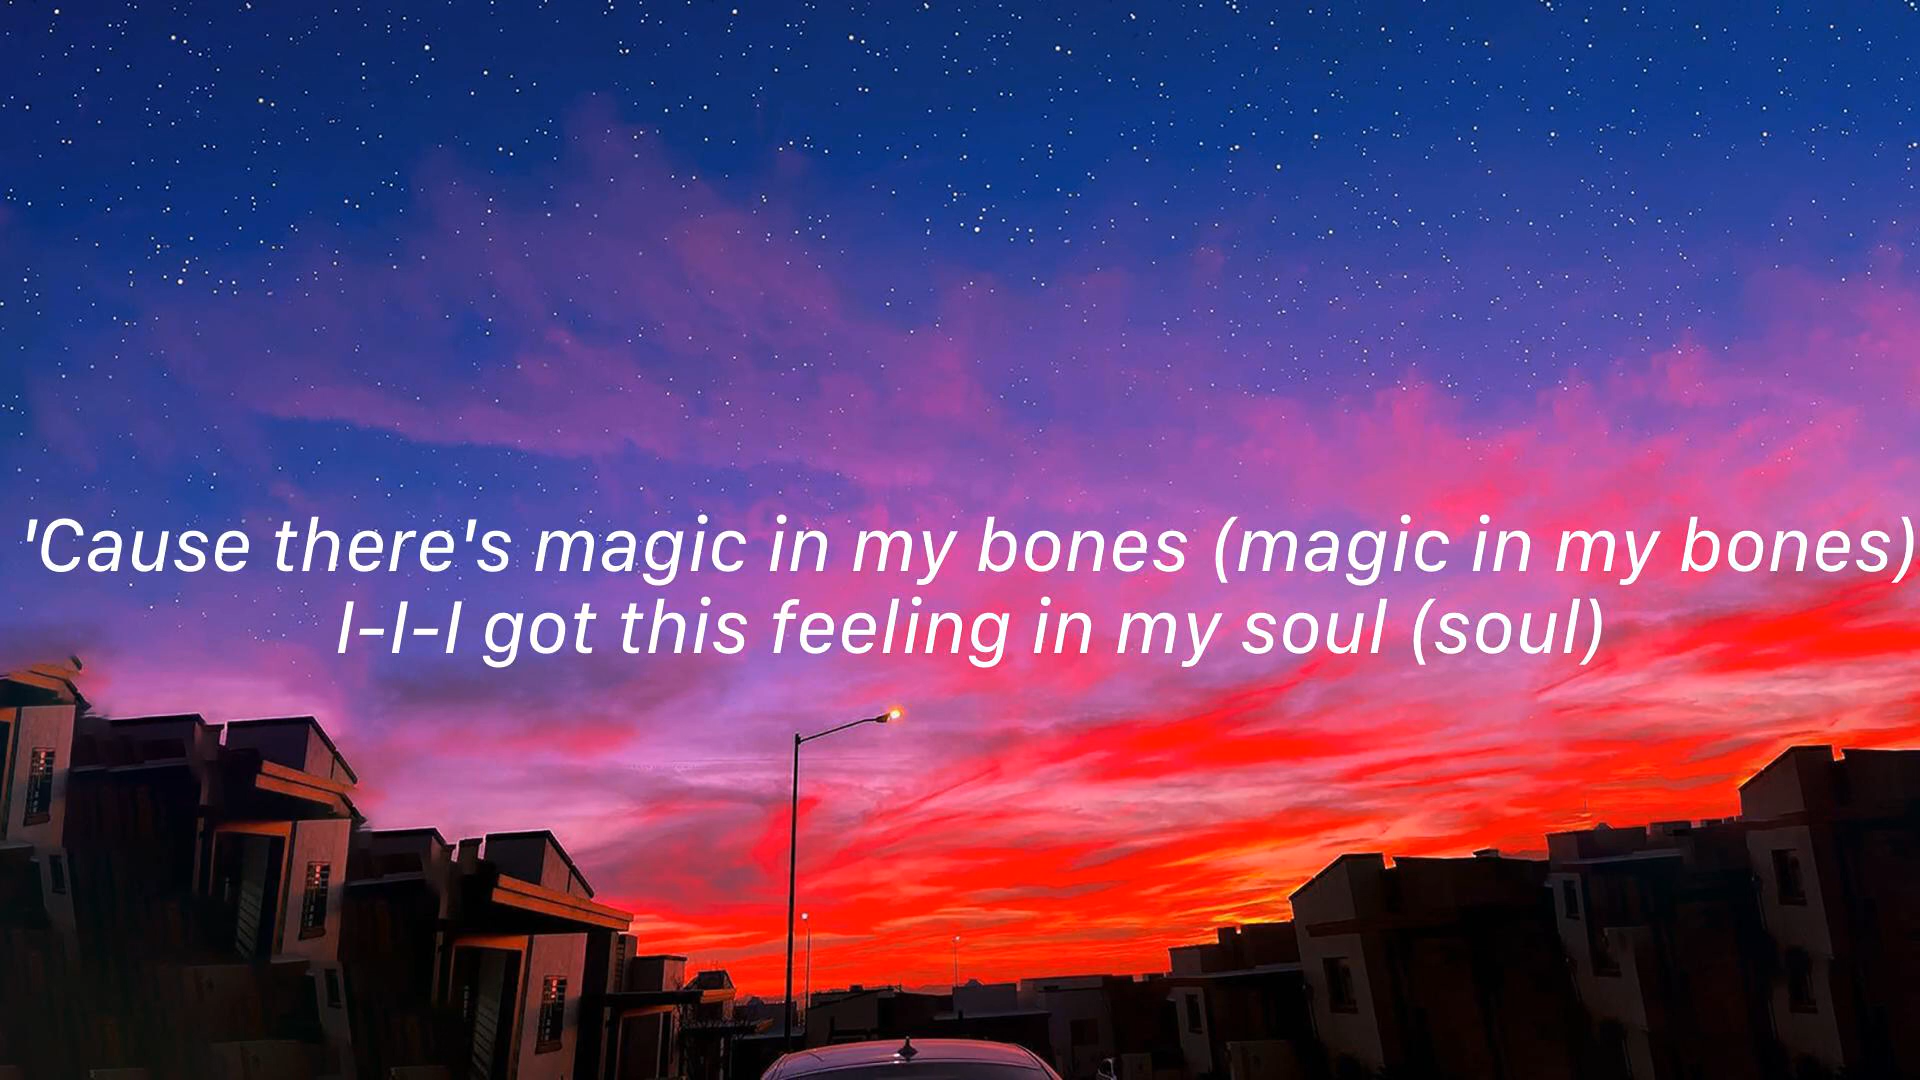 'Cause there's magic in my bones (magic in my bones)
I-I-I got this feeling in my soul (soul)